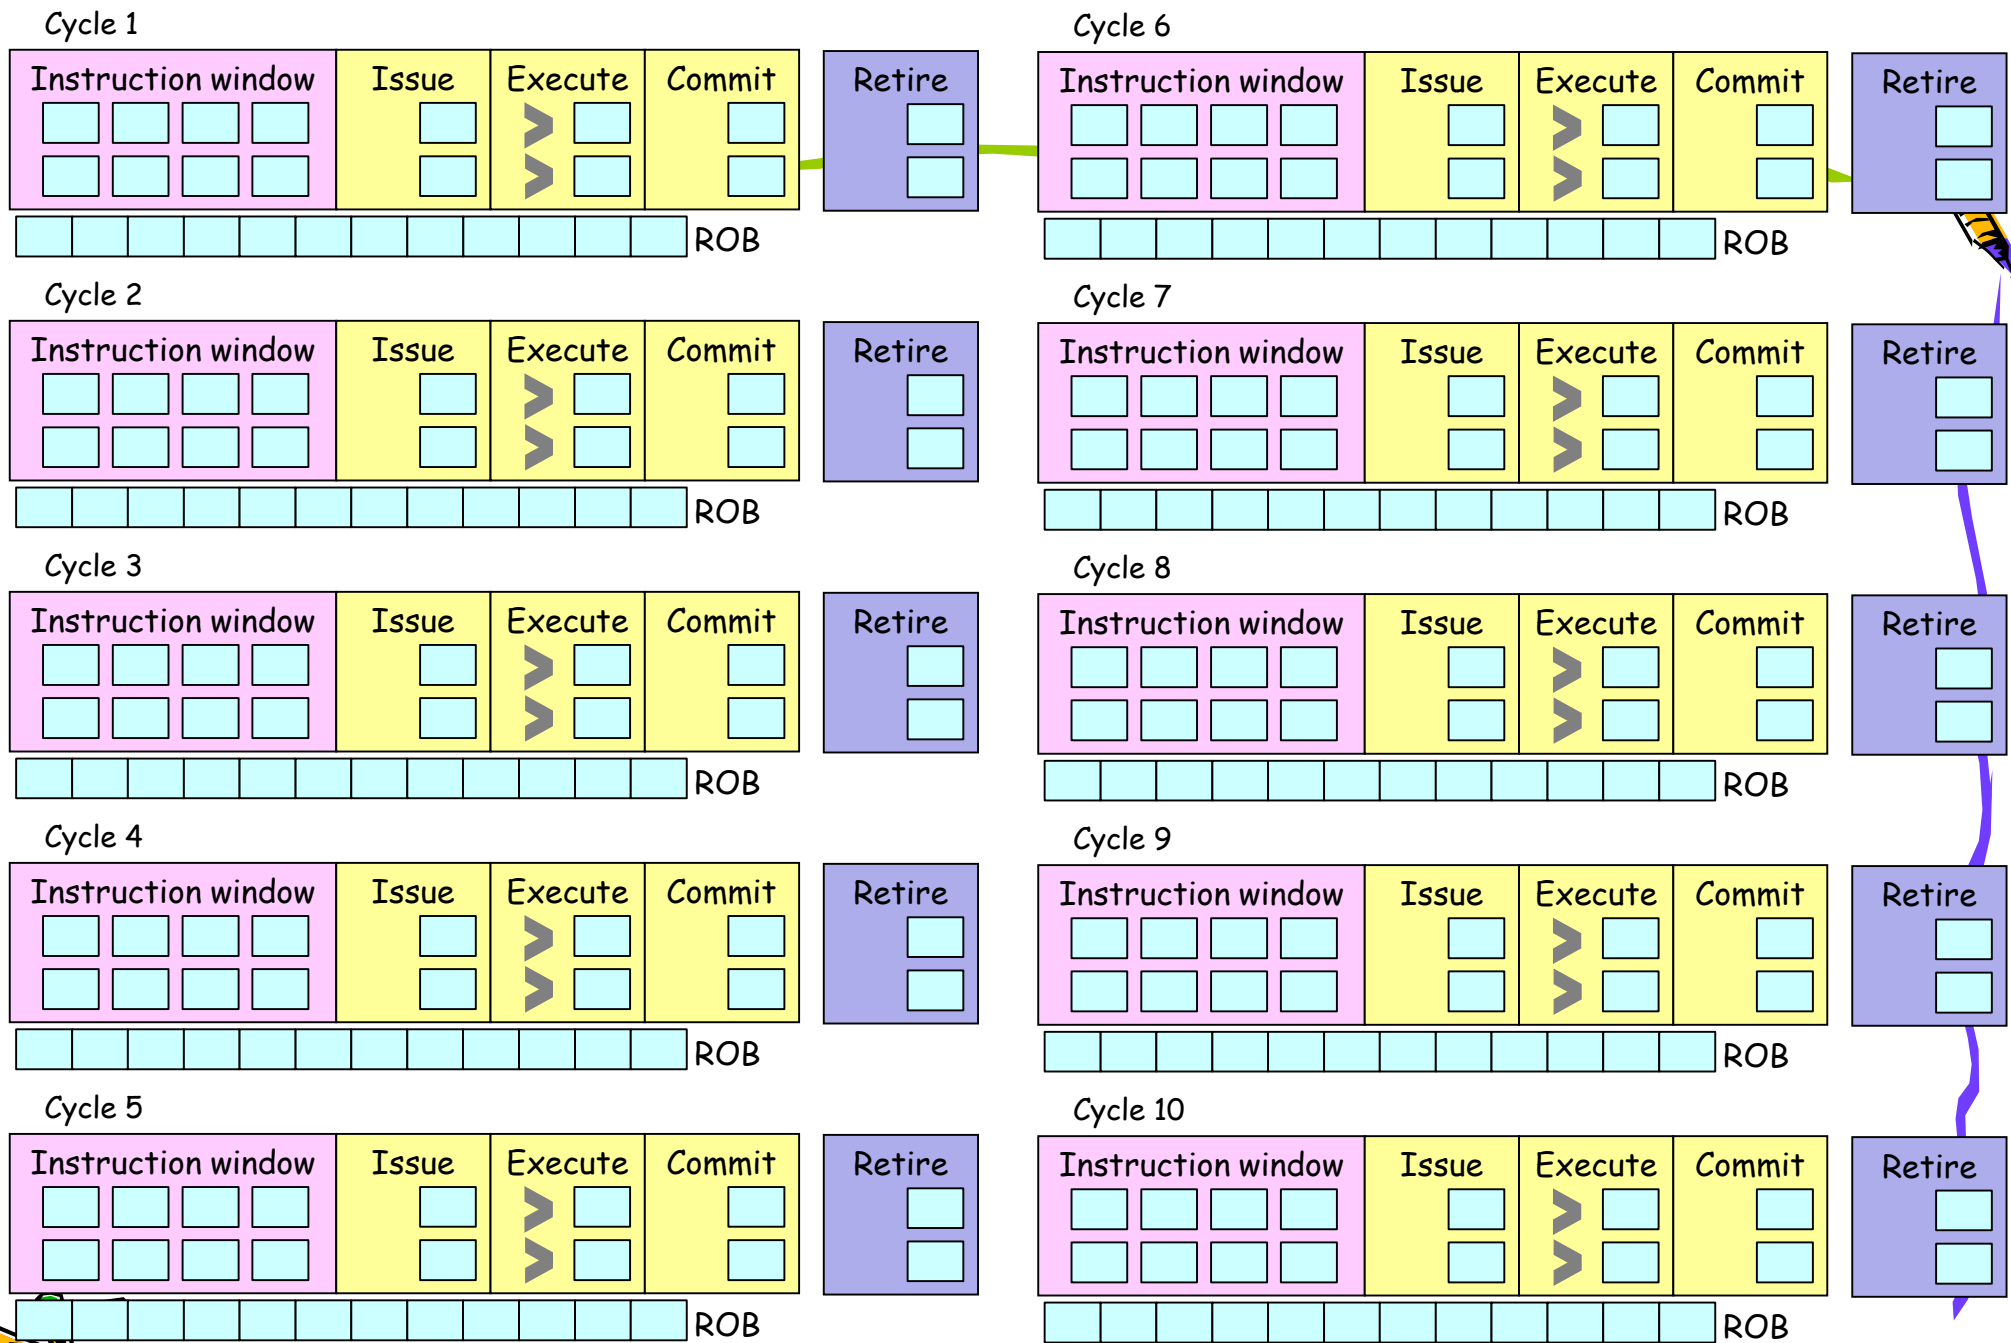 Cycle 1
Instruction window Issue Execute Commit Retire
ROB
Cycle 2
Instruction window Issue Execute Commit Retire
ROB
Cycle 3
Instruction window Issue Execute Commit Retire
ROB
Cycle 4
Instruction window Issue Execute Commit Retire
ROB
Cycle 5
Instruction window Issue Execute Commit Retire
ROB
Cycle 6
Instruction window Issue Execute Commit Retire
ROB
Cycle 7
Instruction window Issue Execute Commit Retire
ROB
Cycle 8
Instruction window Issue Execute Commit Retire
ROB
Cycle 9
Instruction window Issue Execute Commit Retire
ROB
Cycle 10
Instruction window Issue Execute Commit Retire
ROB